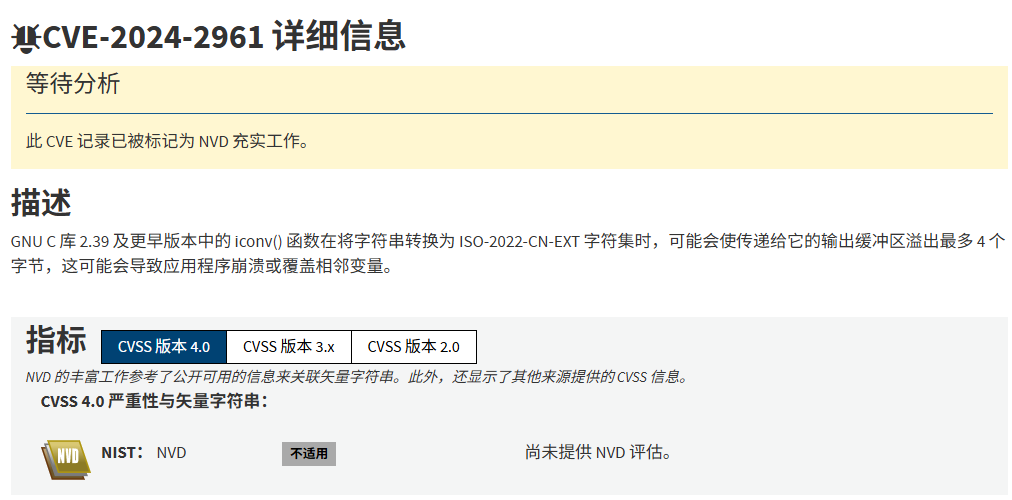 CVE-2024-2961 详细信息
等待分析
此 CVE 记录已被标记为 NVD 充实工作。
描述
GNU C 库 2.39 及更早版本中的 iconv() 函数在将字符串转换为 ISO-2022-CN-EXT 字符集时，可能会使传递给它的输出缓冲区溢出最多 4 个
字节，这可能会导致应用程序崩溃或覆盖相邻变量。
指标 CVSS 版本 4.0 CVSS 版本 3.x CVSS 版本 2.0
NVD 的丰富工作参考了公开可用的信息来关联矢量字符串。此外，还显示了其他来源提供的 CVSS 信息。
CVSS 4.0 严重性与矢量字符串：
NVD NIST： NVD 不适用 尚未提供 NVD 评估。